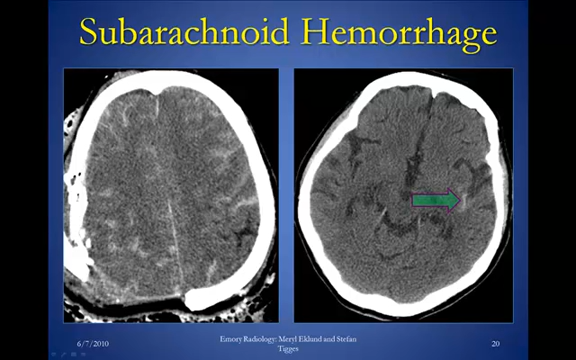 Subarachnoid Hemorrhage
6/7/2010
Emory Radiology: Meryl Eklund and Stefan
Tigges
20